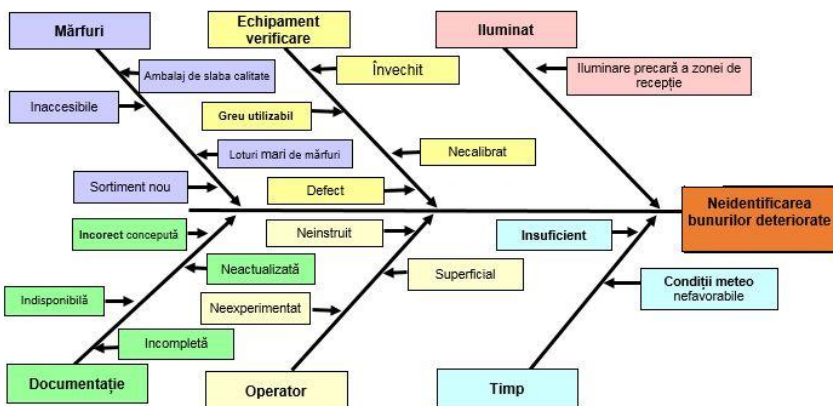 Mărfuri
Echipament
verificare
Iluminat
Ambalaj de slaba calitate
Învechit
Iluminare precară a zonei de
recepție
Inaccesibile
Greu utilizabil
Loturi mari de mărfuri
Necalibrat
Sortiment nou
Defect
Neidentificarea
bunurilor deteriorate
Incorect concepută
Neinstruit
Insuficient
Neactualizată
Superficial
Condiții meteo
nefavorabile
Indisponibilă
Neexperimentat
Incompletă
Documentație
Operator
Timp